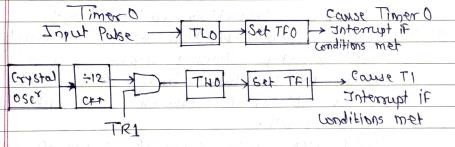 Timer 0
Input Pulse
TL0
Set TF0
Cause Timer 0
Interrupt if
Conditions met
Crystal
OSCr
÷12
CKT
TR1
TH0
Set TF1
Cause T1
Interrupt if
Conditions met